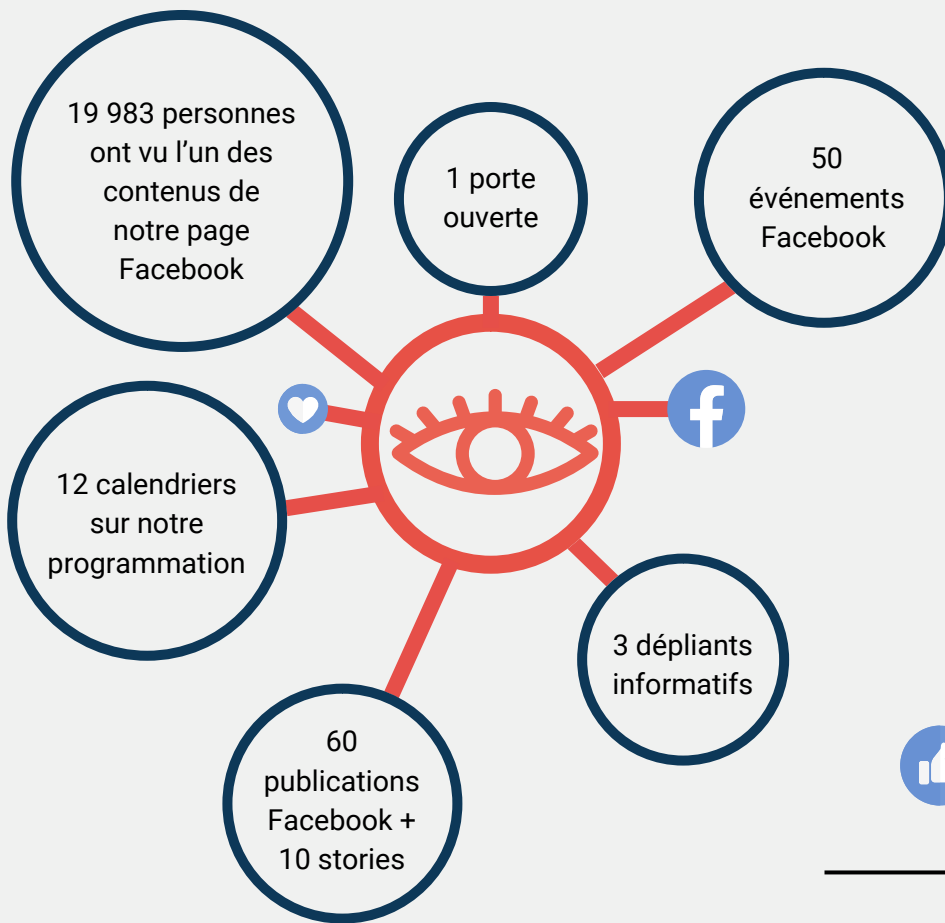 19 983 personnes
ont vu l'un des
contenus de
notre page
Facebook
1 porte
ouverte
50
événements
Facebook
12 calendriers
sur notre
programmation
3 dépliants
informatifs
60
publications
Facebook +
10 stories